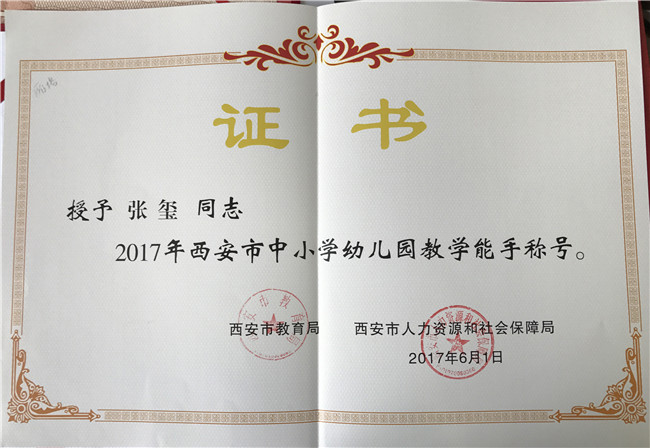 证 书
授予 张玺 同志
2017年西安市中小学幼儿园教学能手称号。
西安市教育局 西安市人力资源和社会保障局
2017年6月1日